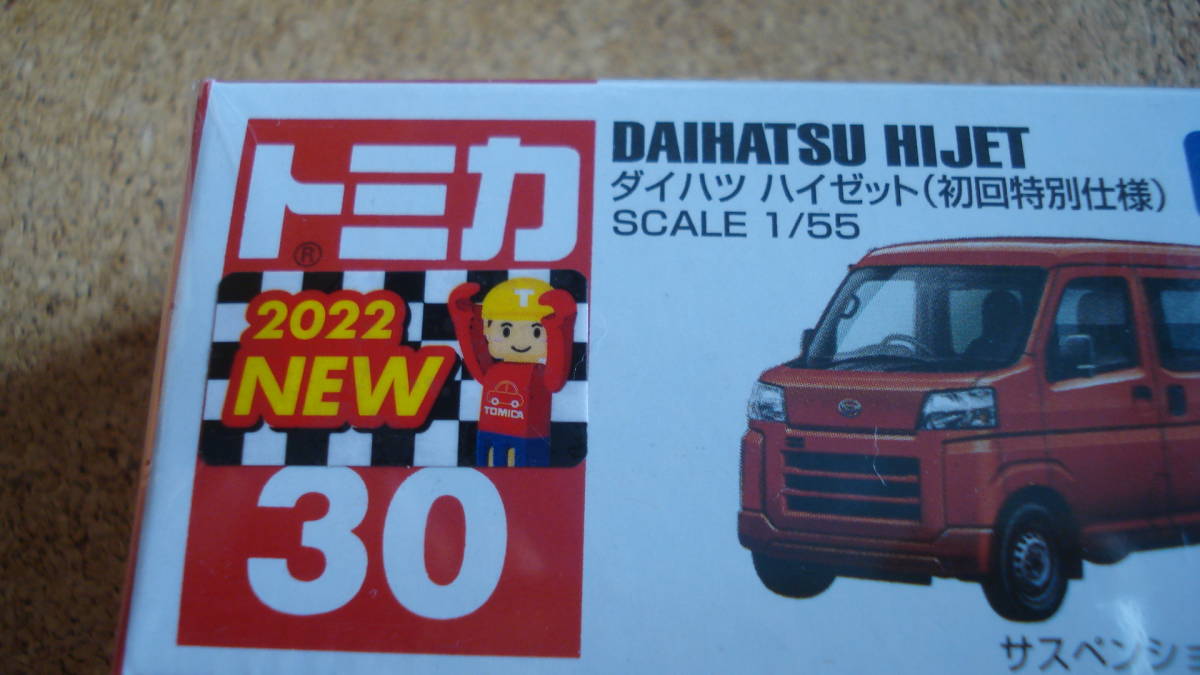 トミカ
®
2022
NEW
T
TOMICA
30
DAIHATSU HIJET
ダイハツ ハイゼット(初回特別仕様)
SCALE 1/55
サスペンショ